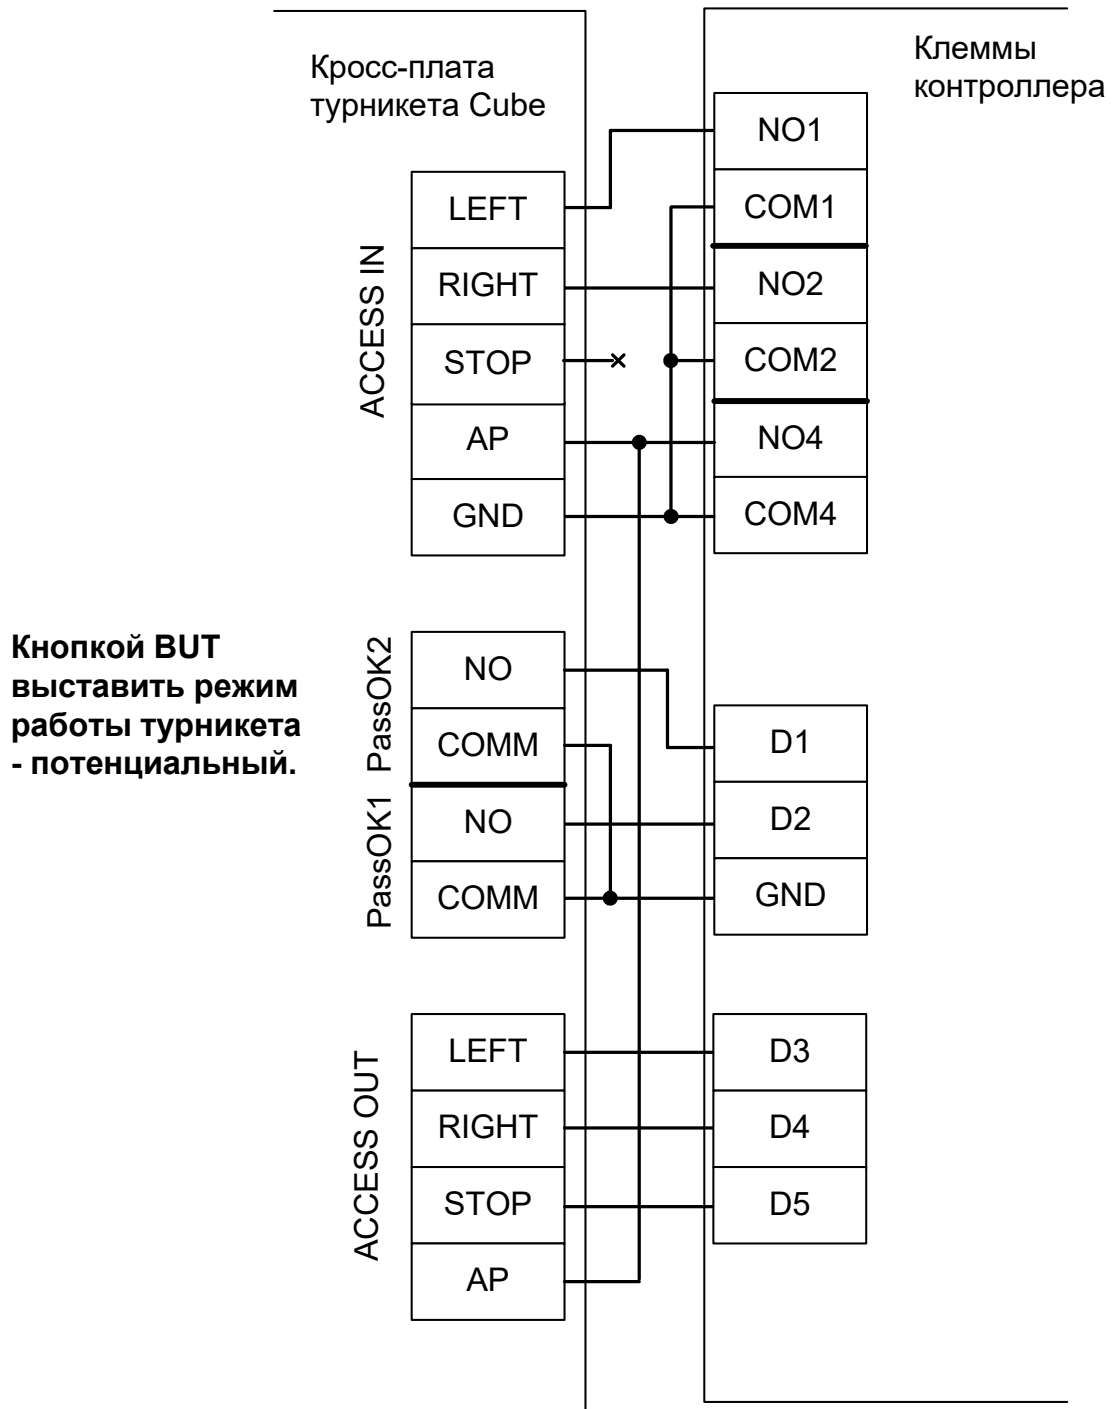 Кросс-плата
турникета Cube
Клеммы
контроллера
ACCESS IN
LEFT
RIGHT
STOP
AP
GND
NO1
COM1
NO2
COM2
NO4
COM4
Кнопкой BUT
выставить режим
работы турникета
- потенциальный.
PassOK2
NO
COMM
PassOK1
NO
COMM
D1
D2
GND
ACCESS OUT
LEFT
RIGHT
STOP
AP
D3
D4
D5